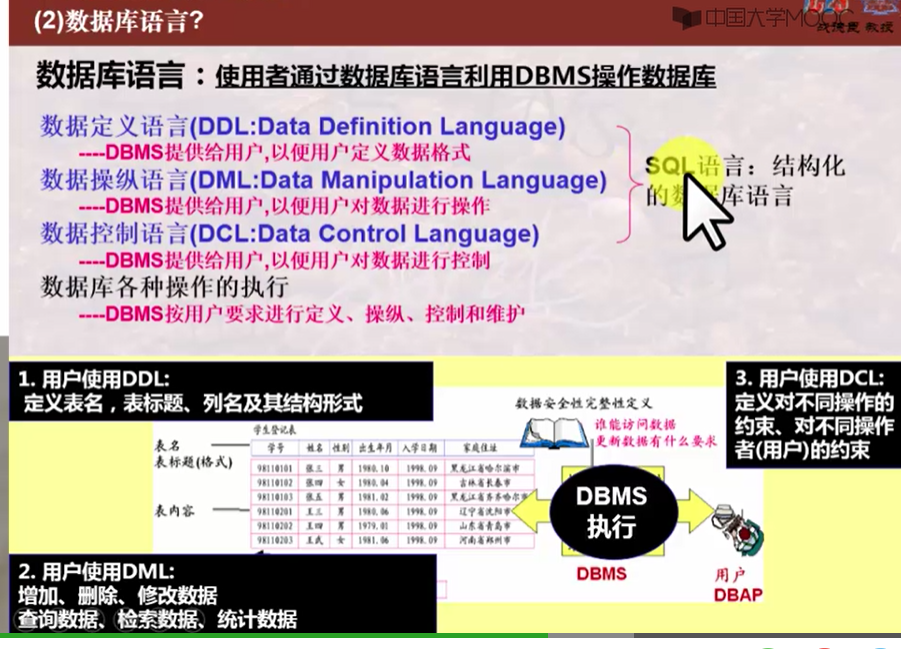 (2)数据库语言?
中国大学MOOC
战德臣 教授
数据库语言：使用者通过数据库语言利用DBMS操作数据库
数据定义语言(DDL:Data Definition Language)
----DBMS提供给用户,以便用户定义数据格式
数据操纵语言(DML:Data Manipulation Language)
----DBMS提供给用户,以便用户对数据进行操作
数据控制语言(DCL:Data Control Language)
----DBMS提供给用户,以便用户对数据进行控制
SQL语言：结构化
的数据库语言
数据库各种操作的执行
----DBMS按用户要求进行定义、操纵、控制和维护
1. 用户使用DDL:
定义表名，表标题、列名及其结构形式
3. 用户使用DCL:
定义对不同操作的
约束、对不同操作
者(用户)的约束
数据安全性完整性定义
谁能访问数据
更新数据有什么要求
学生登记表
表名
表标题(格式)
表内容
学号 姓名 性别 出生年月 入学日期 家庭住址
98110101 张三 男 1980.10 1998.09 黑龙江省哈尔滨市
98110102 张四 女 1980.04 1998.09 吉林省长春市
98110103 张五 男 1981.02 1998.09 黑龙江省齐齐哈尔市
98110201 王三 男 1980.06 1998.09 辽宁省沈阳市
98110202 王四 男 1979.01 1998.09 山东省青岛市
98110203 王武 女 1981.06 1998.09 河南省郑州市
DBMS
执行
DBMS
用户
DBAP
2. 用户使用DML:
增加、删除、修改数据
查询数据、检索数据、统计数据